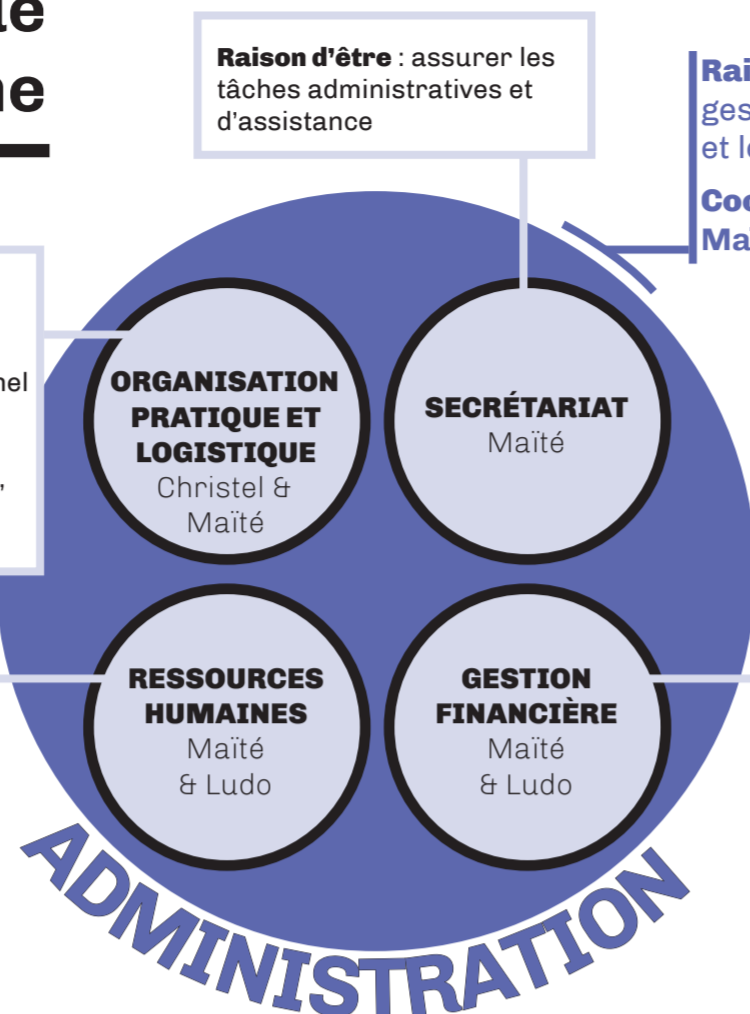 Raison d’être : assurer les
tâches administratives et
d’assistance
et
ORGANISATION
PRATIQUE ET
LOGISTIQUE
Christel &
Maïté
SECRÉTARIAT
Maïté
RESSOURCES
HUMAINES
Maïté
& Ludo
GESTION
FINANCIÈRE
Maïté
& Ludo
ADMINISTRATION